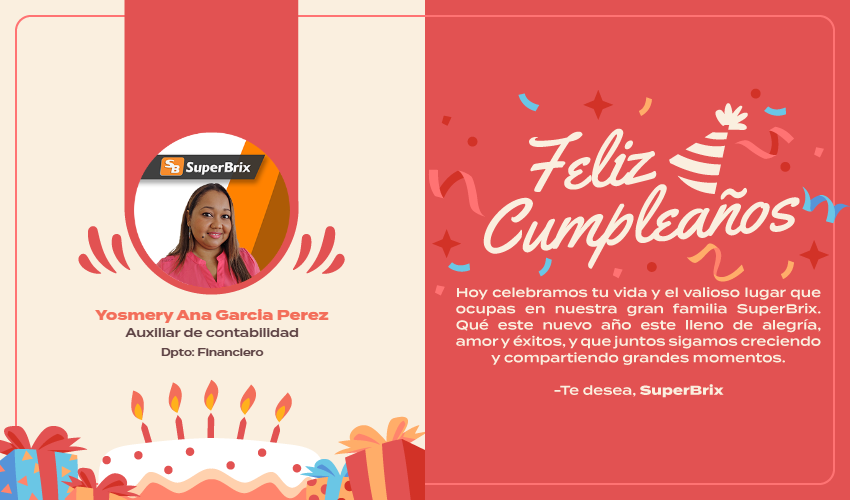 SB SuperBrix
Yosmery Ana Garcia Perez
Auxiliar de contabilidad
Dpto: Financiero
Feliz
Cumpleaños
Hoy celebramos tu vida y el valioso lugar que
ocupas en nuestra gran familia SuperBrix.
Qué este nuevo año este lleno de alegría,
amor y éxitos, y que juntos sigamos creciendo
y compartiendo grandes momentos.
-Te desea, SuperBrix